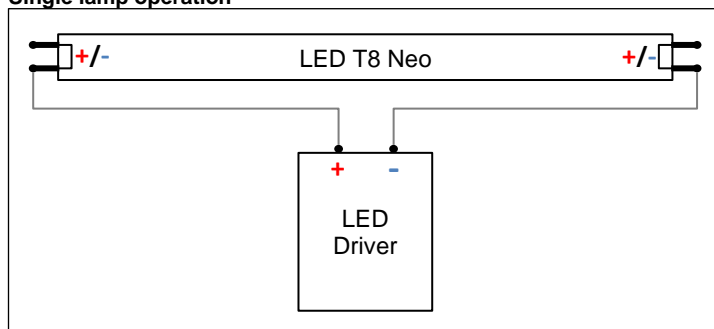 Single lamp operation
+/- LED T8 Neo +/-
+ -
LED
Driver